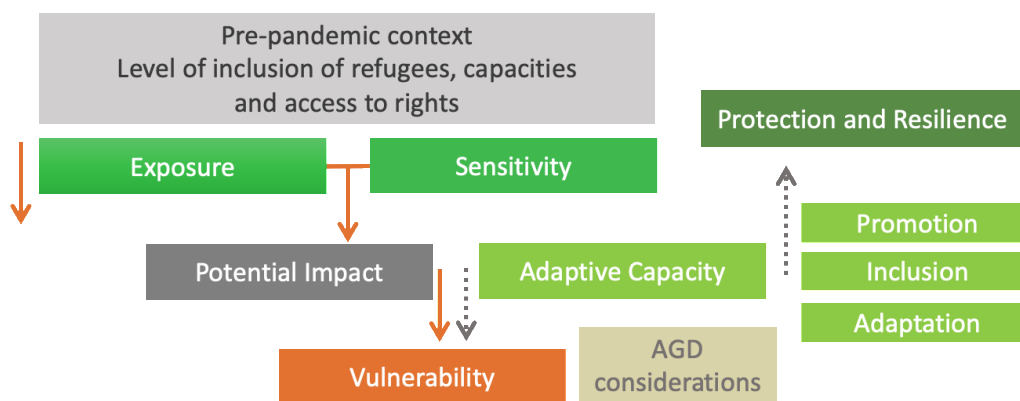 Pre-pandemic context
Level of inclusion of refugees, capacities
and access to rights
Protection and Resilience
Exposure
Sensitivity
Promotion
Potential Impact
Adaptive Capacity
Inclusion
Adaptation
Vulnerability
AGD
considerations